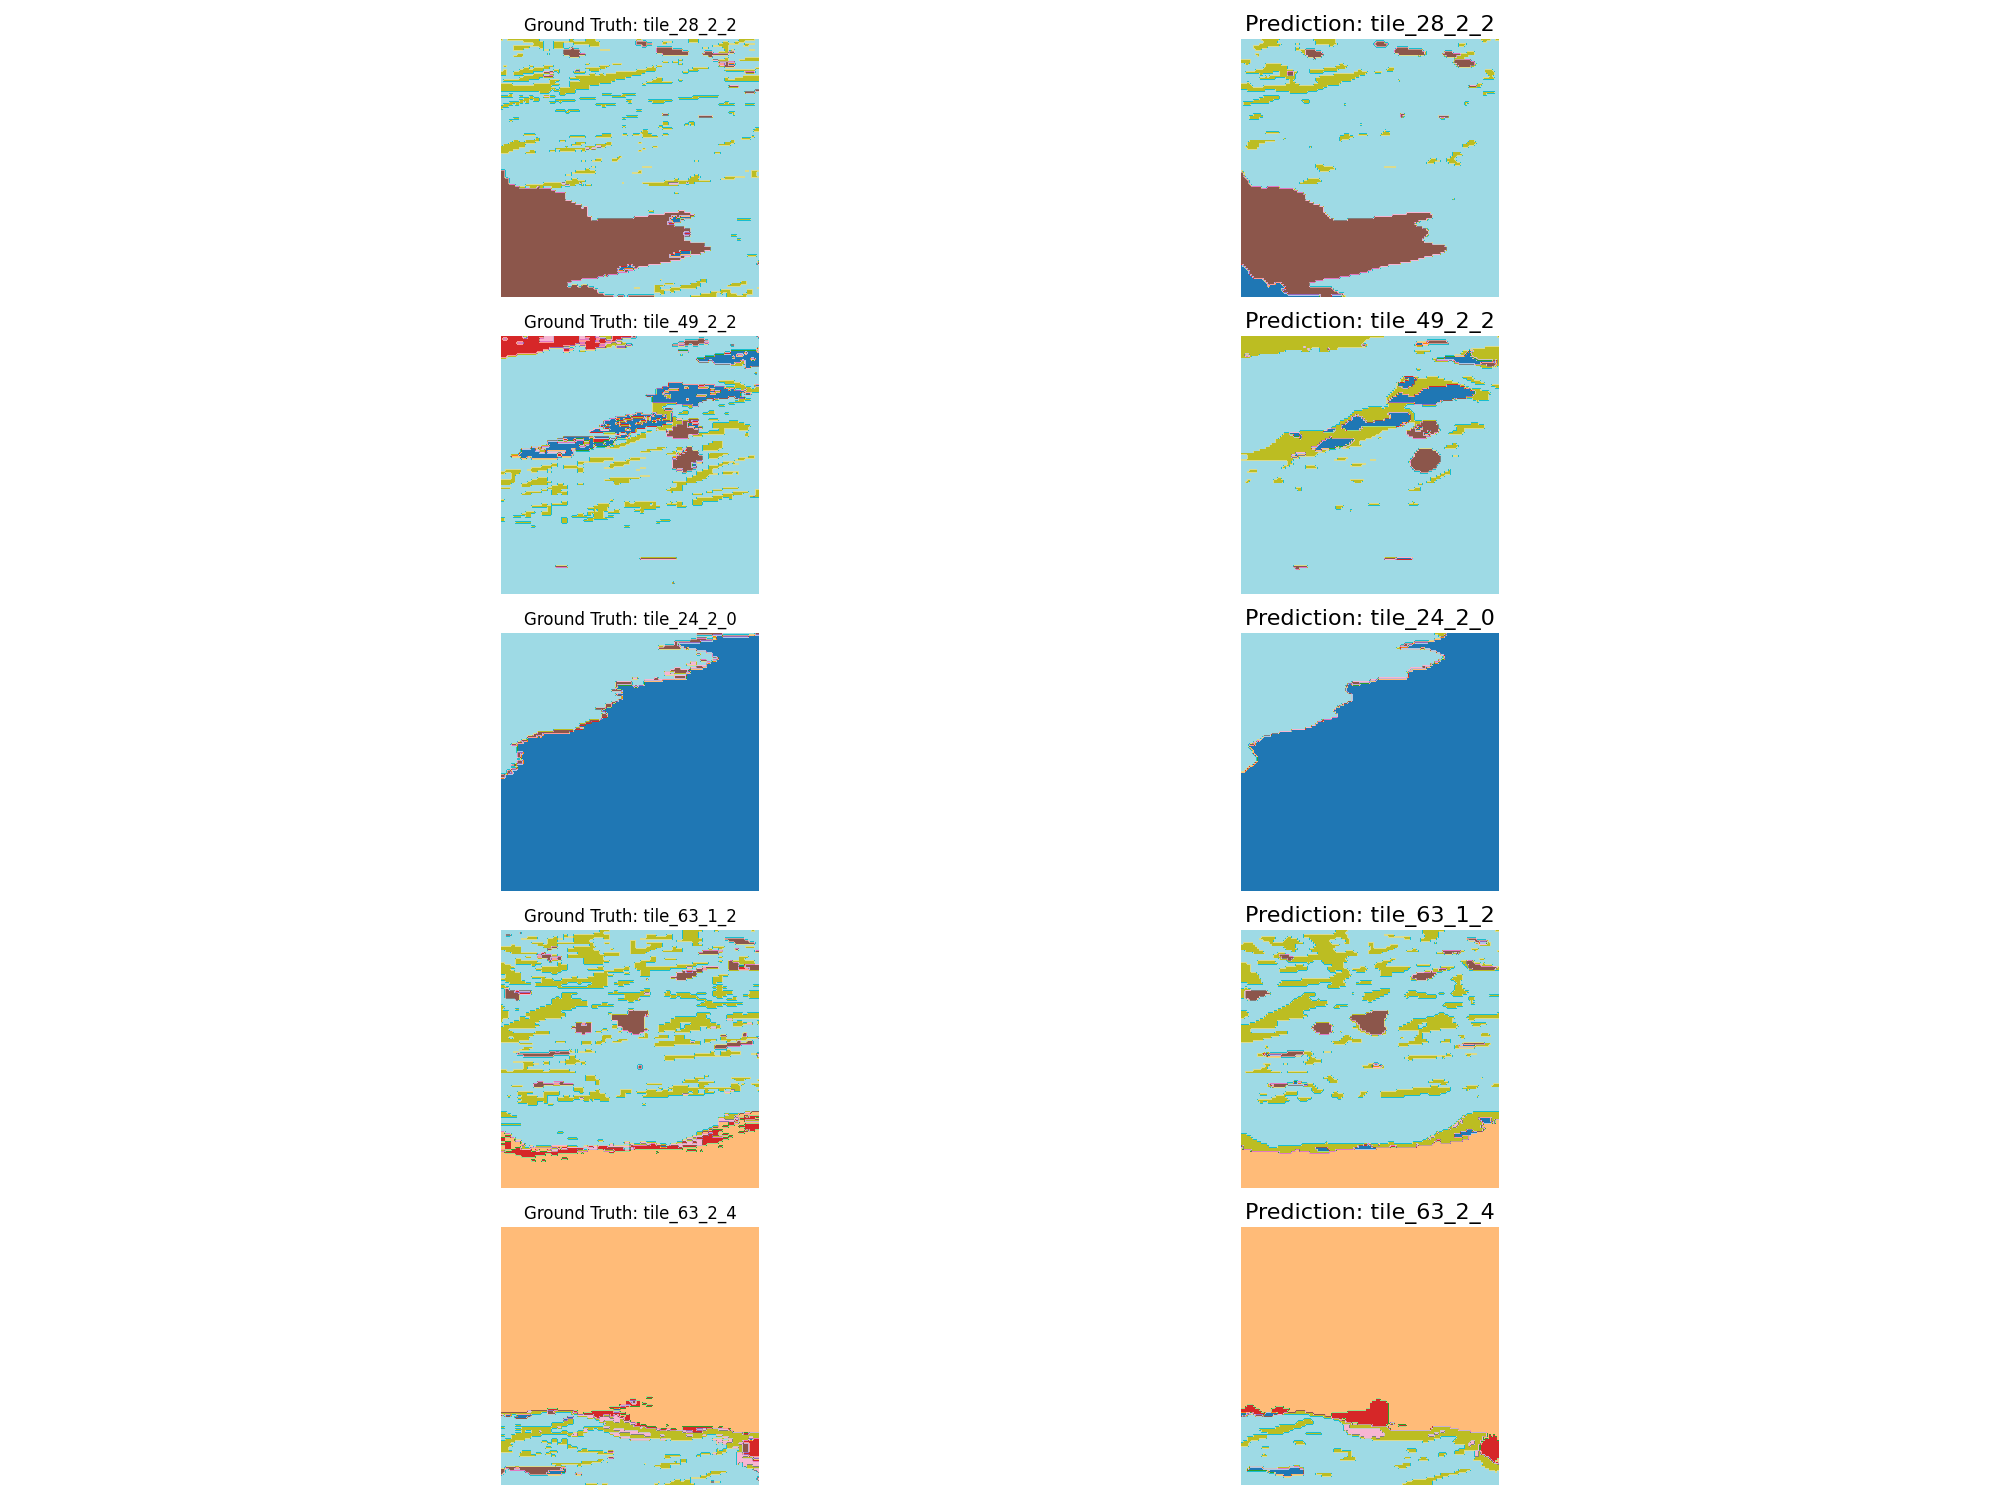 Ground Truth: tile_28_2_2
Prediction: tile_28_2_2
Ground Truth: tile_49_2_2
Prediction: tile_49_2_2
Ground Truth: tile_24_2_0
Prediction: tile_24_2_0
Ground Truth: tile_63_1_2
Prediction: tile_63_1_2
Ground Truth: tile_63_2_4
Prediction: tile_63_2_4